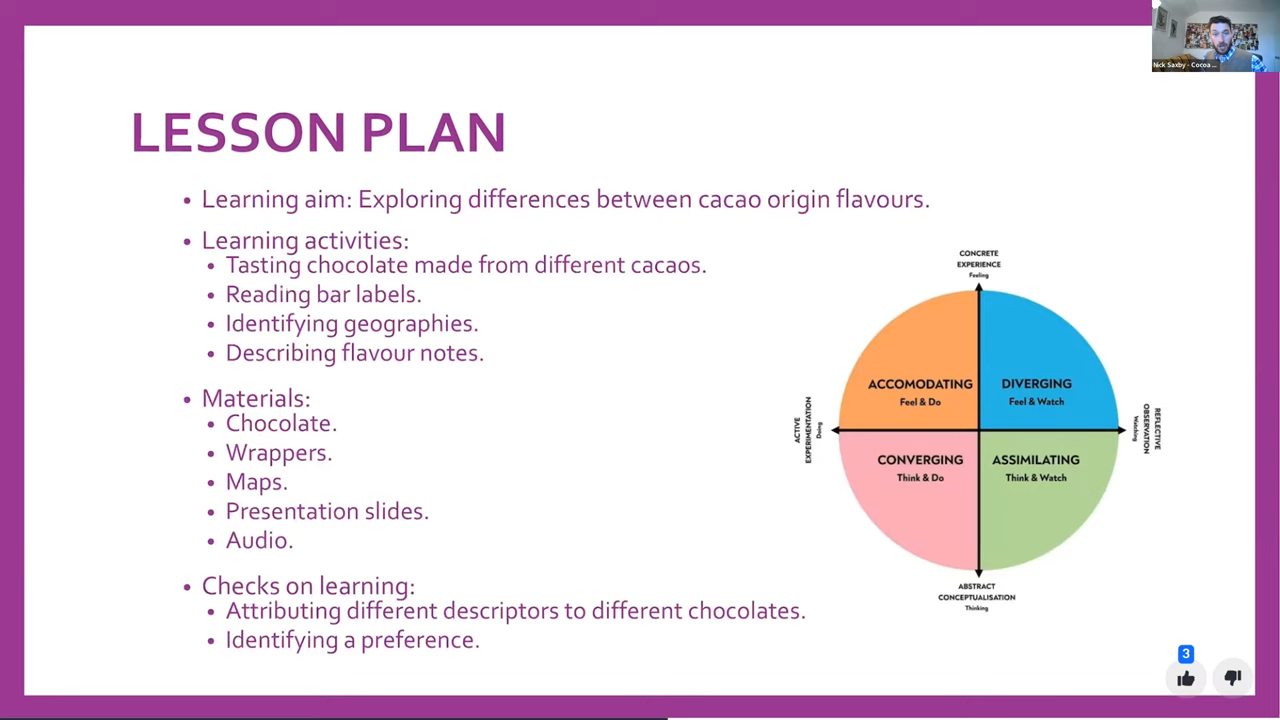 Nick Saxby - Cocoa ...
LESSON PLAN
• Learning aim: Exploring differences between cacao origin flavours.
• Learning activities:
• Tasting chocolate made from different cacaos.
• Reading bar labels.
• Identifying geographies.
• Describing flavour notes.
• Materials:
• Chocolate.
• Wrappers.
• Maps.
• Presentation slides.
• Audio.
• Checks on learning:
• Attributing different descriptors to different chocolates.
• Identifying a preference.
CONCRETE
EXPERIENCE
Feeling
ACCOMODATING
Feel & Do
DIVERGING
Feel & Watch
ACTIVE
EXPERIMENTATION
Doing
REFLECTIVE
OBSERVATION
Watching
CONVERGING
Think & Do
ASSIMILATING
Think & Watch
ABSTRACT
CONCEPTUALISATION
Thinking
3